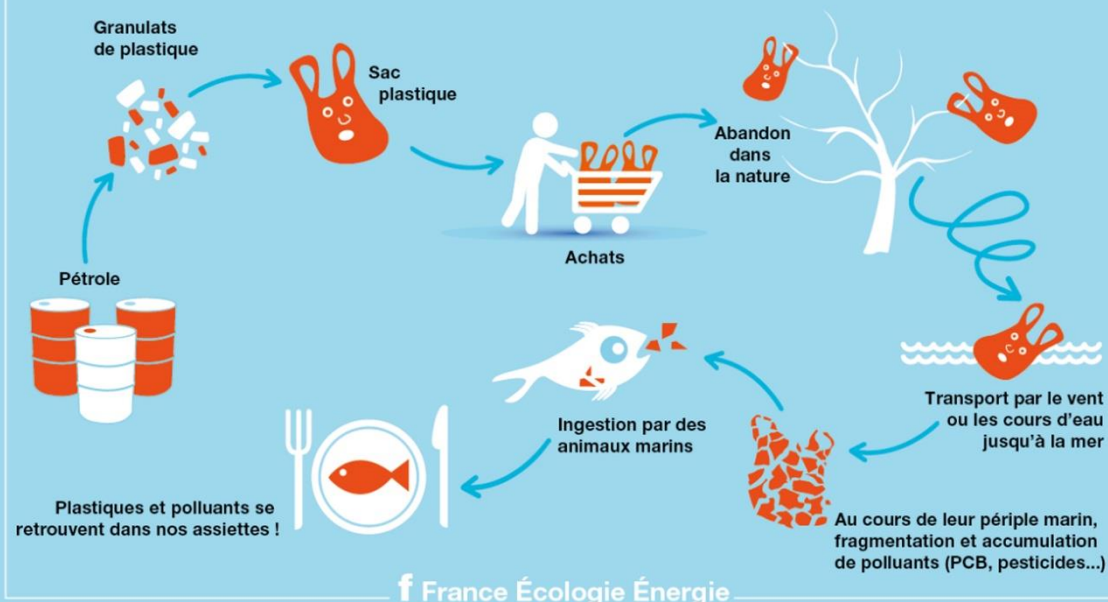 Granulats
de plastique
Sac
plastique
Abandon
dans
la nature
Achats
Pétrole
Transport par le vent
ou les cours d'eau
jusqu'à la mer
Ingestion par des
animaux marins
Plastiques et polluants se
retrouvent dans nos assiettes !
Au cours de leur périple marin,
fragmentation et accumulation
de polluants (PCB, pesticides...)
f France Écologie Énergie